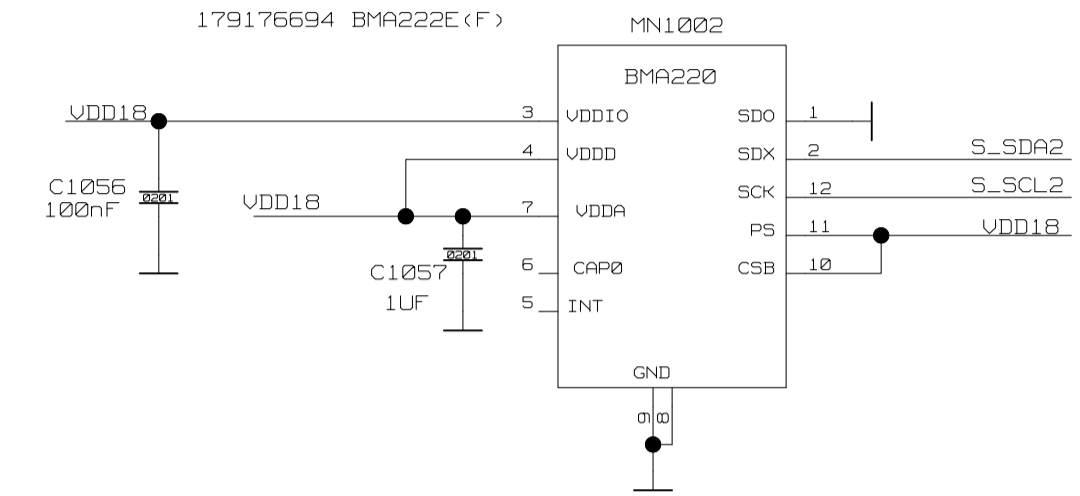 179176694 BMA222E(F)
MN1002
BMA220
VDD18
3 VDDIO
SDO 1
4 VDDD
SDX 2
S_SDA2
C1056
100nF
0201
VDD18
7 VDDA
SCK 12
S_SCL2
PS 11
VDD18
C1057
1UF
0201
6 CAP0
CSB 10
5 INT
GND
9
8